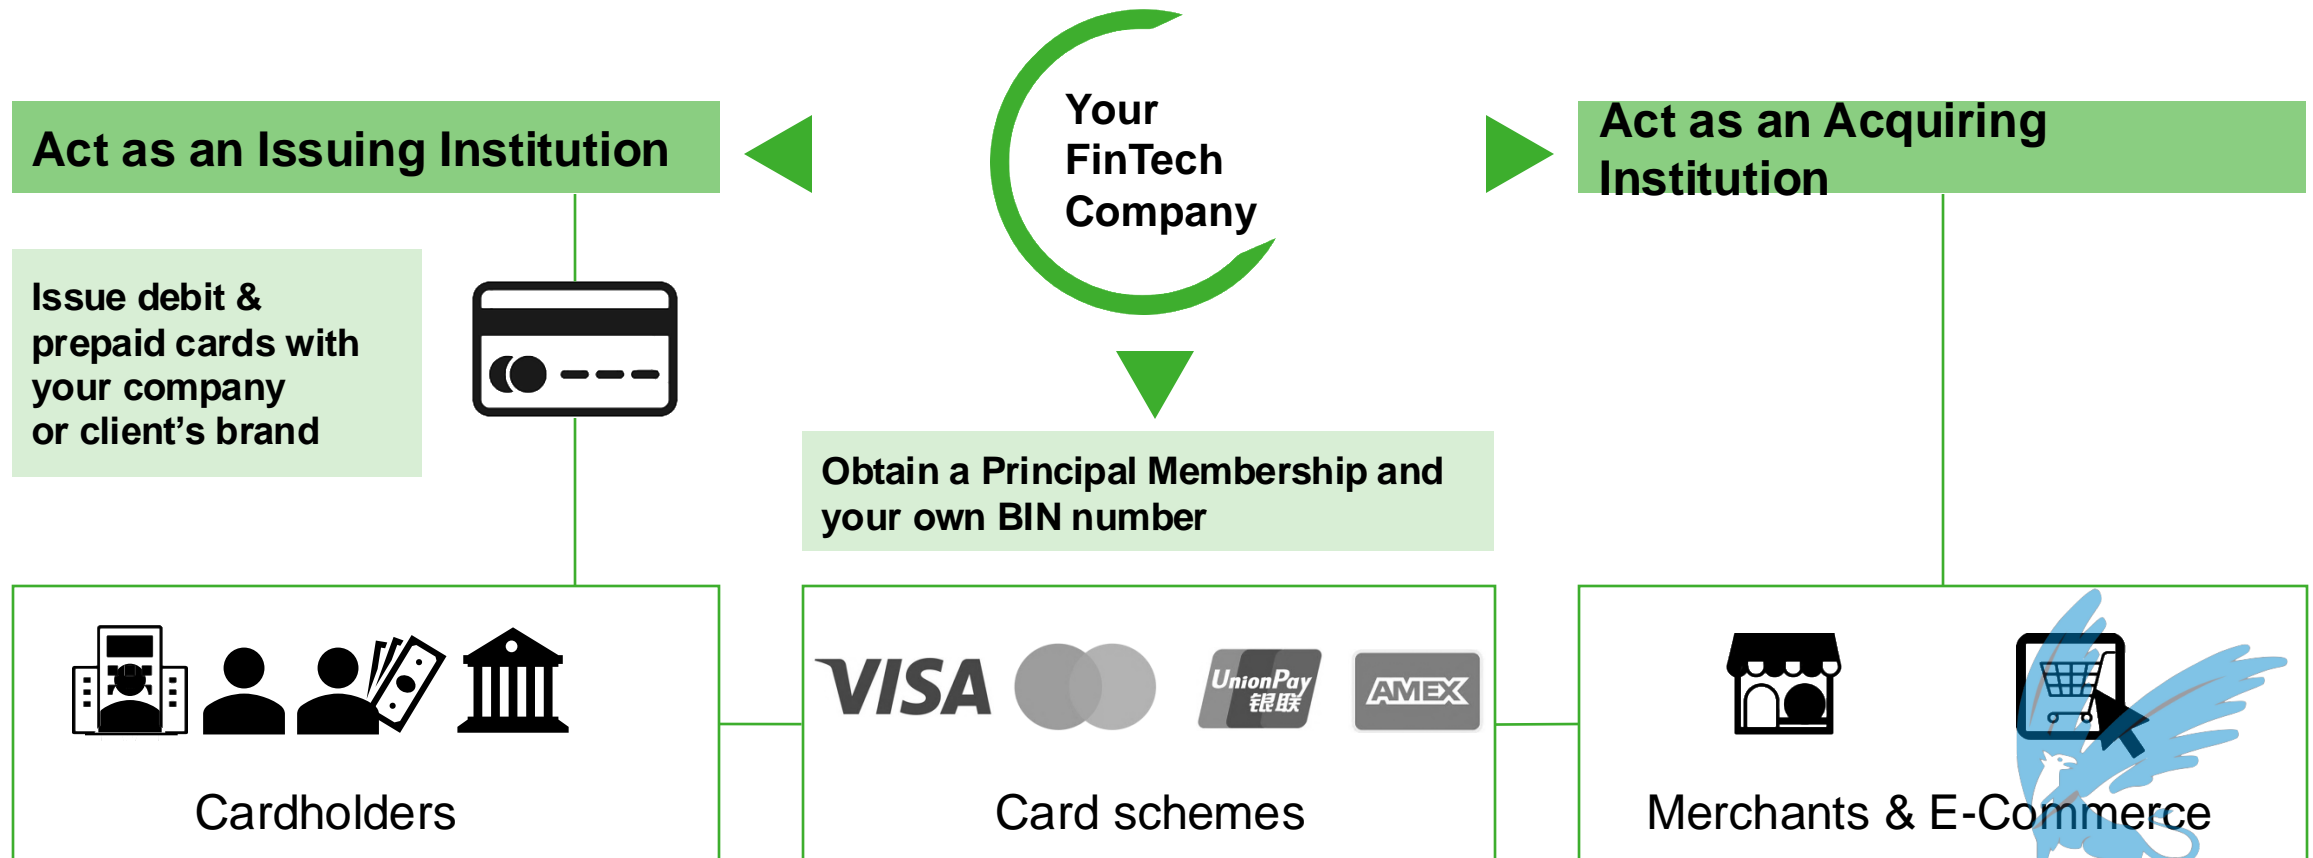 Your
FinTech
Company
Act as an Issuing Institution
Act as an Acquiring
Institution
Issue debit &
prepaid cards with
your company
or client’s brand
Obtain a Principal Membership and
your own BIN number
VISA
UnionPay
银联
AMEX
Cardholders
Card schemes
Merchants & E-Commerce